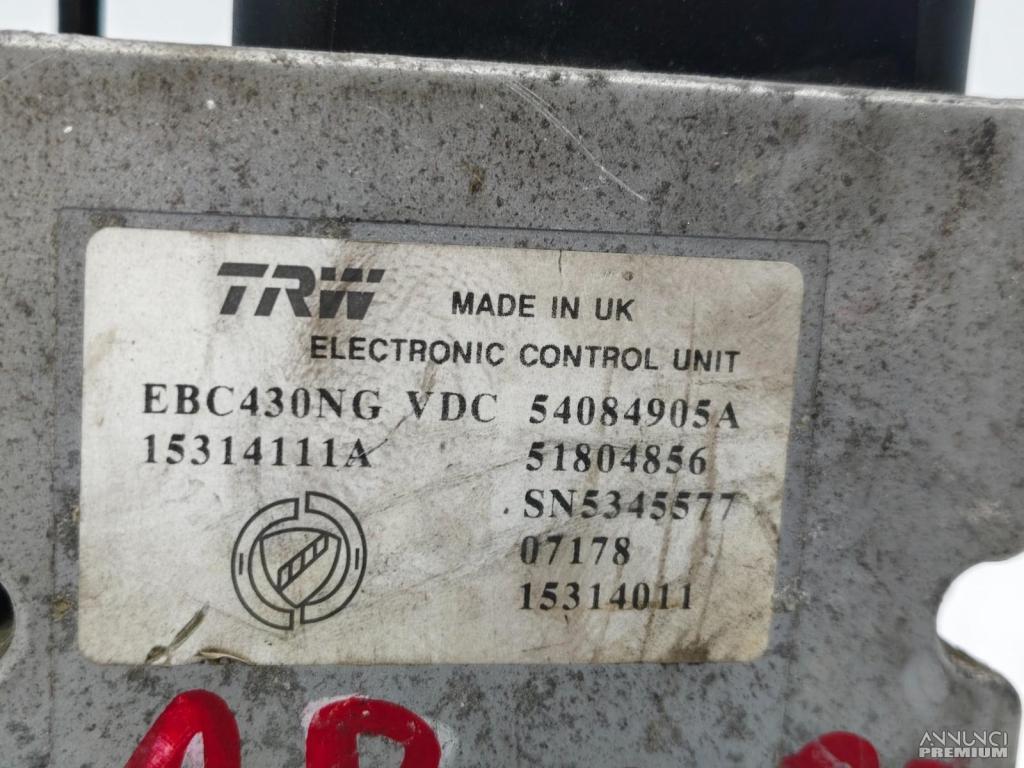 TRW MADE IN UK
ELECTRONIC CONTROL UNIT
EBC430NG VDC 54084905A
15314111A 51804856
SN5345577
07178
15314011
ANNUNCI
PREMIUM